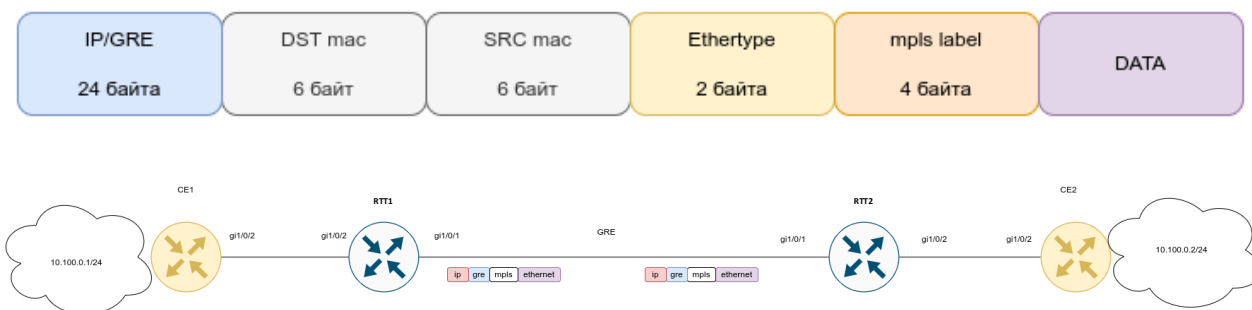 IP/GRE
24 байта
DST mac
6 байт
SRC mac
6 байт
Ethertype
2 байта
mpls label
4 байта
DATA
CE1
RTT1
RTT2
CE2
gi1/0/2
gi1/0/2
gi1/0/1
GRE
gi1/0/1
gi1/0/2
gi1/0/2
10.100.0.1/24
10.100.0.2/24
ip gre mpls ethernet
ip gre mpls ethernet